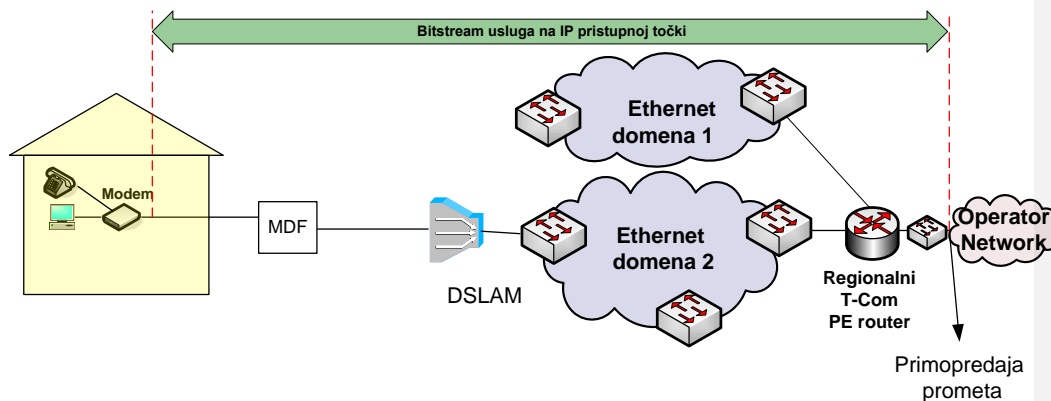 Bitstream usluga na IP pristupnoj točki
Ethernet
domena 1
Modem
MDF
DSLAM
Ethernet
domena 2
Regionalni
T-Com
PE router
Operator
Network
Primopredaja
prometa